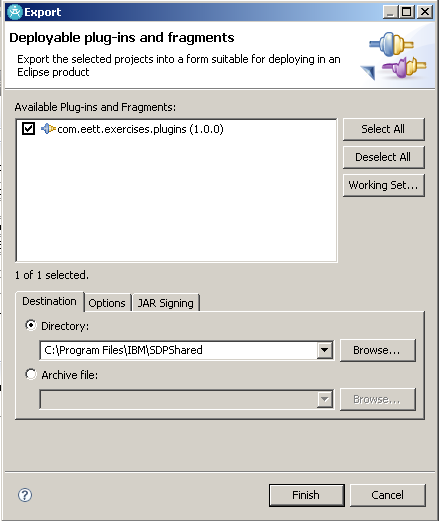 Export
Deployable plug-ins and fragments
Export the selected projects into a form suitable for deploying in an
Eclipse product
Available Plug-ins and Fragments:
com.eett.exercises.plugins (1.0.0)
Select All
Deselect All
Working Set...
1 of 1 selected.
Destination Options JAR Signing
Directory:
C:\Program Files\IBM\SDPShared Browse...
Archive file:
Browse...
? Finish Cancel